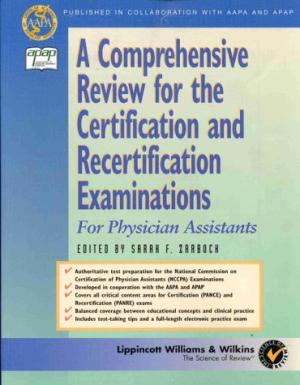 PUBLISHED IN COLLABORATION WITH AAPA AND APAP
AAPA
apap
A Comprehensive
Review for the
Certification and
Recertification
Examinations
For Physician Assistants
EDITED BY SARAH F. ZARBOCK
Authoritative test preparation for the National Commission on
Certification of Physician Assistants (NCCPA) Examinations
Developed in cooperation with the AAPA and APAP
Covers all critical content areas for Certification (PANCE) and
Recertification (PANRE) exams
Balanced coverage between educational concepts and clinical practice
Includes test-taking tips and a full-length electronic practice exam
Lippincott Williams & Wilkins
The Science of Review